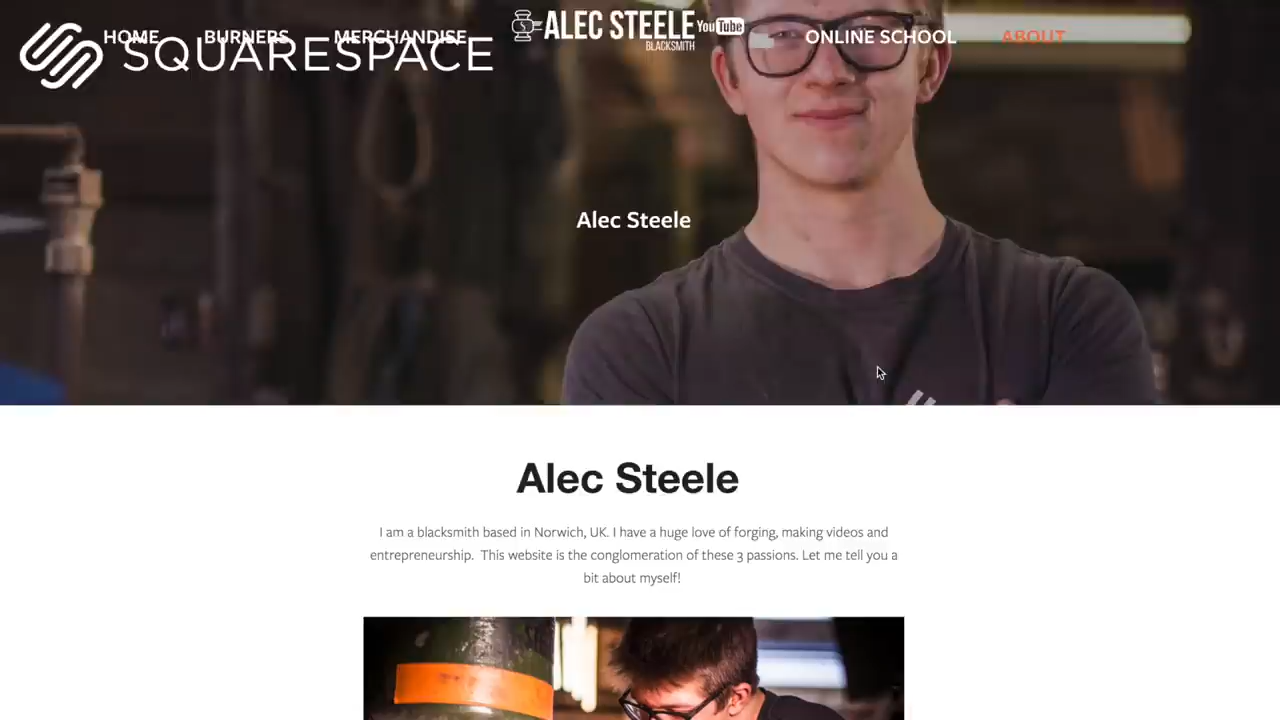 HOME BURNERS MERCHANDISE
ALEC STEELE YouTube
BLACKSMITH
ONLINE SCHOOL ABOUT
SQUARESPACE
Alec Steele
Alec Steele
I am a blacksmith based in Norwich, UK. I have a huge love of forging, making videos and
entrepreneurship. This website is the conglomeration of these 3 passions. Let me tell you a
bit about myself!